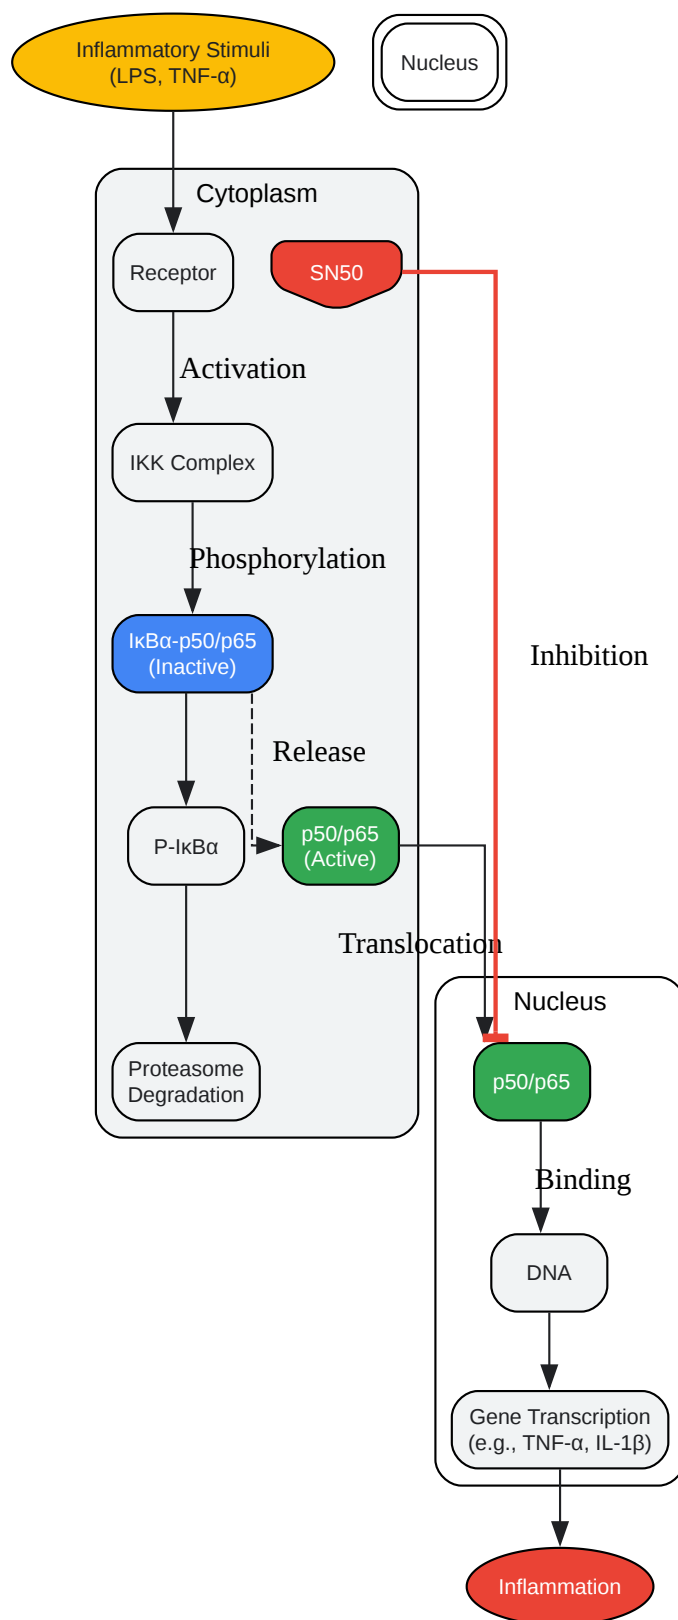 Inflammatory Stimuli
(LPS, TNF-α)
Nucleus
Cytoplasm
Receptor
SN50
Activation
IKK Complex
Phosphorylation
IκBα-p50/p65
(Inactive)
Inhibition
Release
P-IκBα
p50/p65
(Active)
Translocation
Nucleus
Proteasome
Degradation
p50/p65
Binding
DNA
Gene Transcription
(e.g., TNF-α, IL-1β)
Inflammation